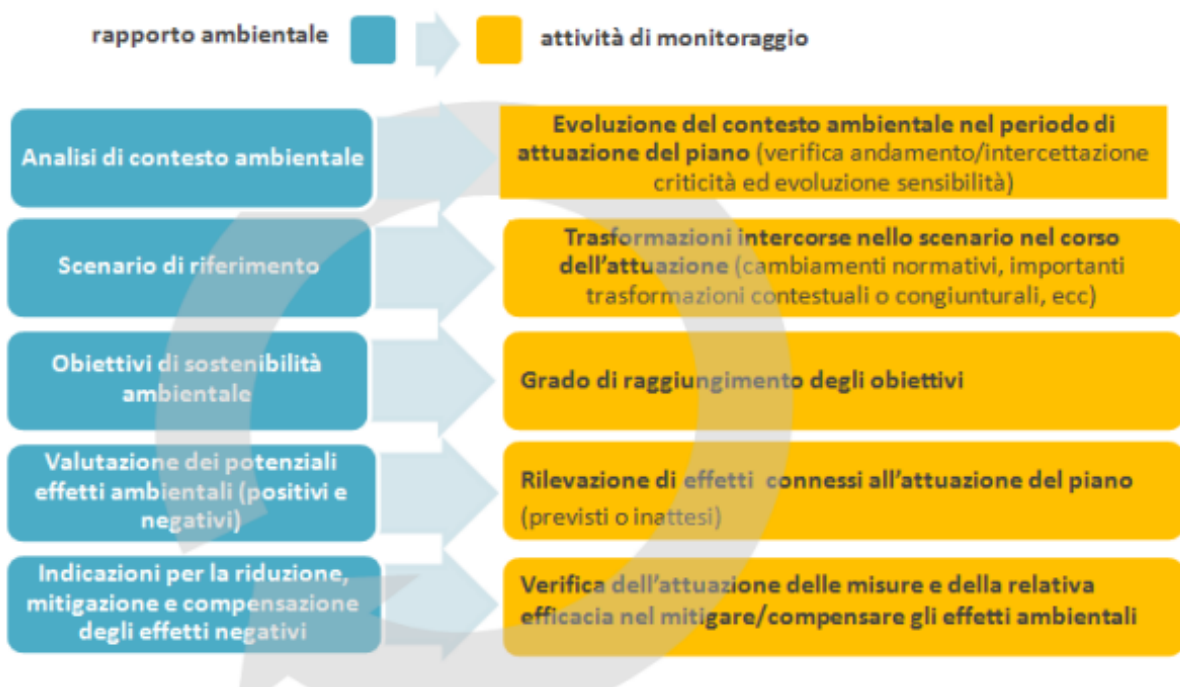 rapporto ambientale
attività di monitoraggio
Analisi di contesto ambientale
Evoluzione del contesto ambientale nel periodo di
attuazione del piano (verifica andamento/intercettazione
criticità ed evoluzione sensibilità)
Scenario di riferimento
Trasformazioni intercorse nello scenario nel corso
dell’attuazione (cambiamenti normativi, importanti
trasformazioni contestuali o congiunturali, ecc)
Obiettivi di sostenibilità
ambientale
Grado di raggiungimento degli obiettivi
Valutazione dei potenziali
effetti ambientali (positivi e
negativi)
Rilevazione di effetti connessi all’attuazione del piano
(previsti o inattesi)
Indicazioni per la riduzione,
mitigazione e compensazione
degli effetti negativi
Verifica dell’attuazione delle misure e della relativa
efficacia nel mitigare/compensare gli effetti ambientali